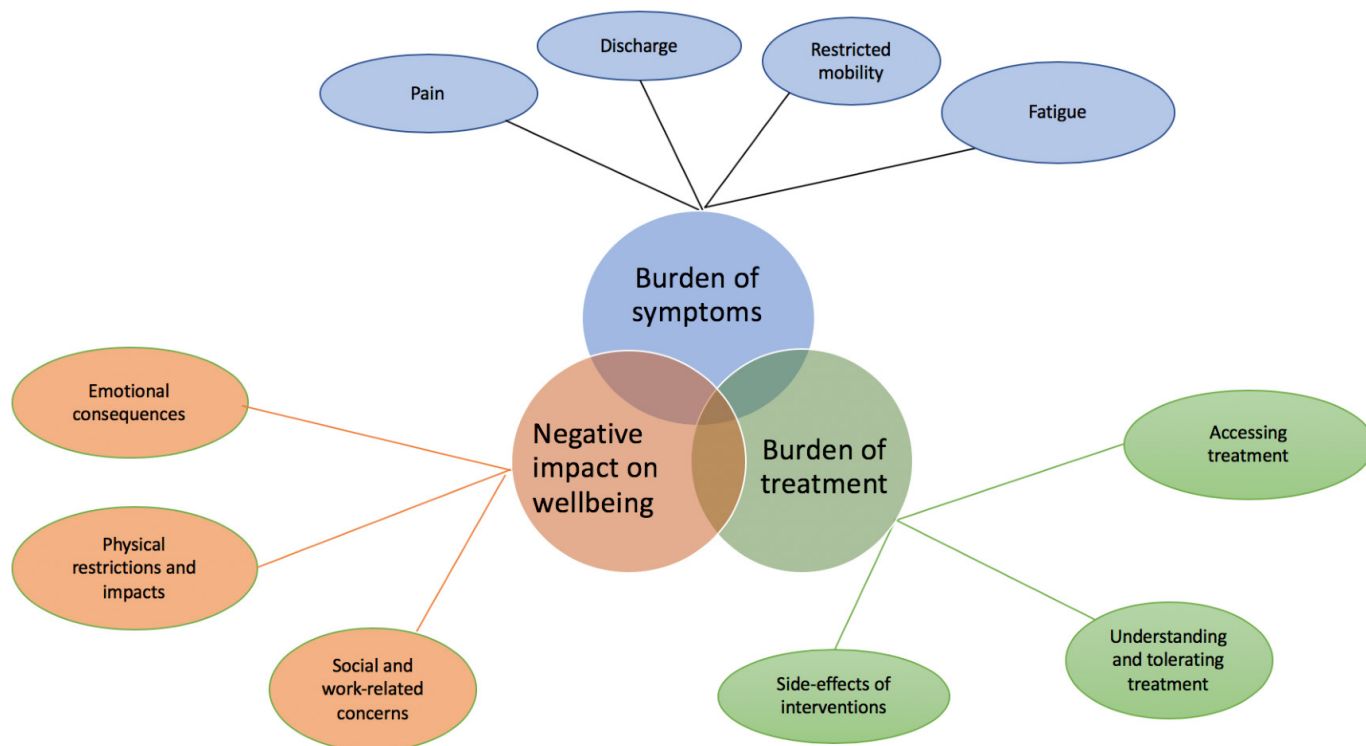 Discharge
Restricted
mobility
Pain
Fatigue
Burden of
symptoms
Emotional
consequences
Negative
impact on
wellbeing
Burden of
treatment
Accessing
treatment
Physical
restrictions and
impacts
Social and
work-related
concerns
Side-effects of
interventions
Understanding
and tolerating
treatment